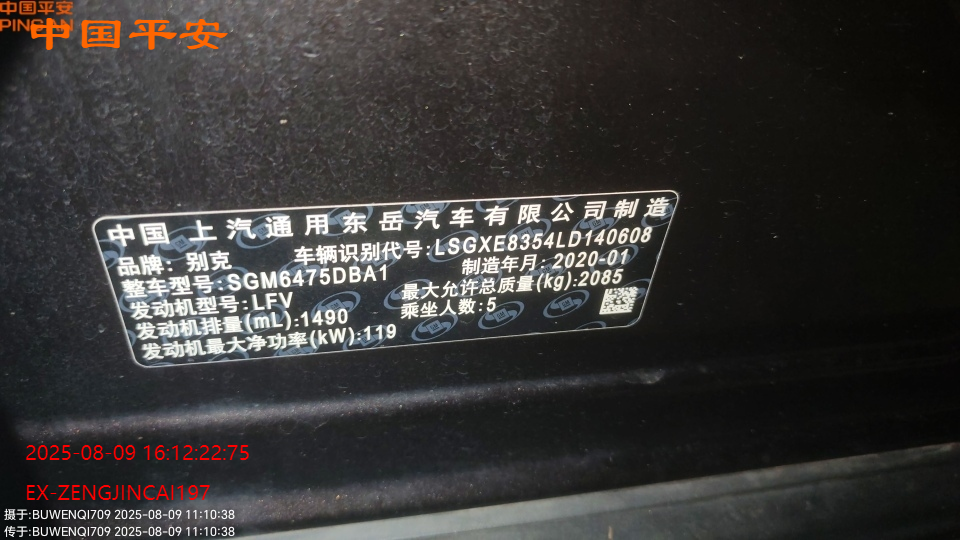 中国平安
PINGAN
中国平安
中国 上汽通用东岳汽车有限公司制造
品牌: 别克
车辆识别代号:LSGXE8354LD140608
整车型号:SGM6475DBA1
制造年月: 2020-01
发动机型号:LFV
最大允许总质量(kg):2085
发动机排量(mL):1490
乘坐人数:5
发动机最大净功率(kW):119
2025-08-09 16:12:22:75
EX-ZENGJINCAI197
摄于:BUWENQI709 2025-08-09 11:10:38
传于:BUWENQI709 2025-08-09 11:10:38